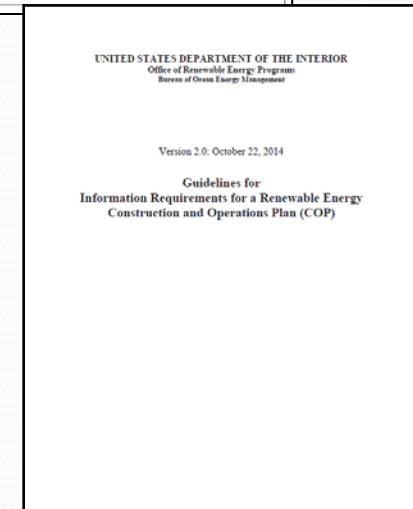 UNITED STATES DEPARTMENT OF THE INTERIOR
Office of Renewable Energy Programs
Bureau of Ocean Energy Management
Version 2.0: October 22, 2014
Guidelines for
Information Requirements for a Renewable Energy
Construction and Operations Plan (COP)